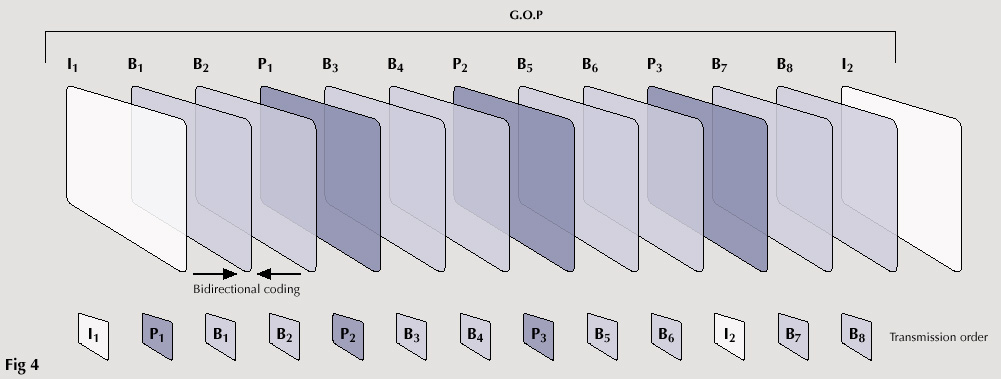 G.O.P
I1 B1 B2 P1 B3 B4 P2 B5 B6 P3 B7 B8 I2
Bidirectional coding
I1 P1 B1 B2 P2 B3 B4 P3 B5 B6 I2 B7 B8 Transmission order
Fig 4